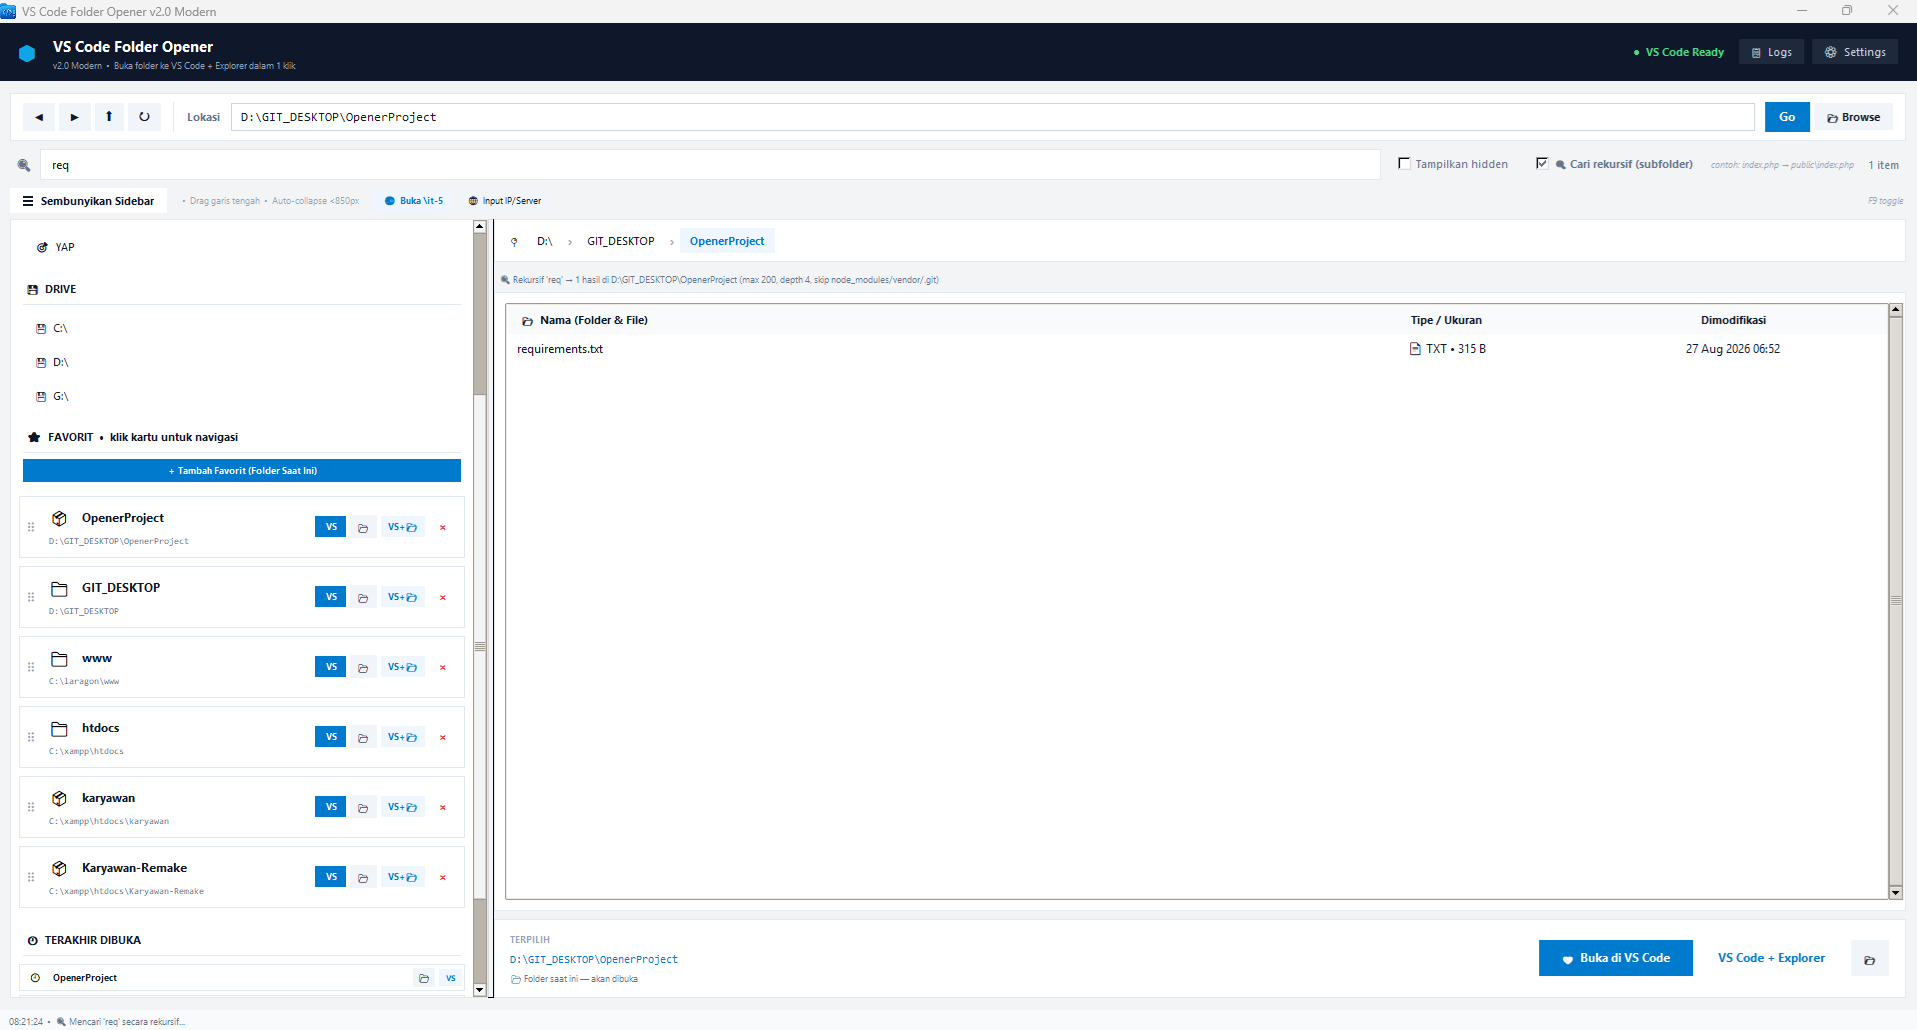 VS Code Folder Opener v2.0 Modern
VS Code Folder Opener
v2.0 Modern • Buka folder ke VS Code + Explorer dalam 1 klik
● VS Code Ready
Logs
Settings
Lokasi
D:\GIT_DESKTOP\OpenerProject
Go
Browse
req
Tampilkan hidden
Cari rekursif (subfolder)
contoh: index.php → public\index.php
1 item
Sembunyikan Sidebar
• Drag garis tengah • Auto-collapse <850px
Buka \it-5
Input IP/Server
F9 toggle
YAP
DRIVE
C:\
D:\
G:\
FAVORIT • klik kartu untuk navigasi
+ Tambah Favorit (Folder Saat Ini)
OpenerProject
D:\GIT_DESKTOP\OpenerProject
VS VS+ ×
GIT_DESKTOP
D:\GIT_DESKTOP
VS VS+ ×
www
C:\laragon\www
VS VS+ ×
htdocs
C:\xampp\htdocs
VS VS+ ×
karyawan
C:\xampp\htdocs\karyawan
VS VS+ ×
Karyawan-Remake
C:\xampp\htdocs\Karyawan-Remake
VS VS+ ×
TERAKHIR DIBUKA
OpenerProject
VS
D:\ › GIT_DESKTOP › OpenerProject
Rekursif 'req' → 1 hasil di D:\GIT_DESKTOP\OpenerProject (max 200, depth 4, skip node_modules/vendor/.git)
Nama (Folder & File) Tipe / Ukuran Dimodifikasi
requirements.txt TXT • 315 B 27 Aug 2026 06:52
TERPILIH
D:\GIT_DESKTOP\OpenerProject
Folder saat ini — akan dibuka
Buka di VS Code
VS Code + Explorer
08:21:24 • Mencari 'req' secara rekursif...